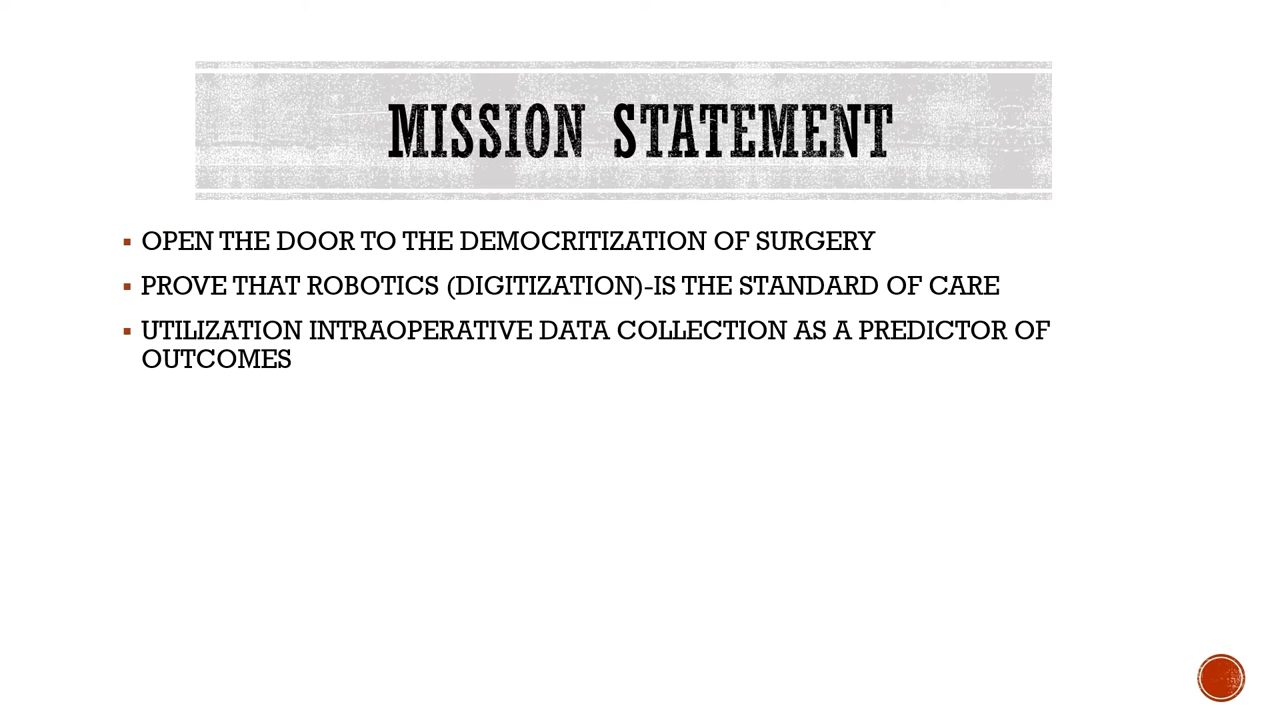 MISSION STATEMENT
▪ OPEN THE DOOR TO THE DEMOCRITIZATION OF SURGERY
▪ PROVE THAT ROBOTICS (DIGITIZATION)-IS THE STANDARD OF CARE
▪ UTILIZATION INTRAOPERATIVE DATA COLLECTION AS A PREDICTOR OF
OUTCOMES